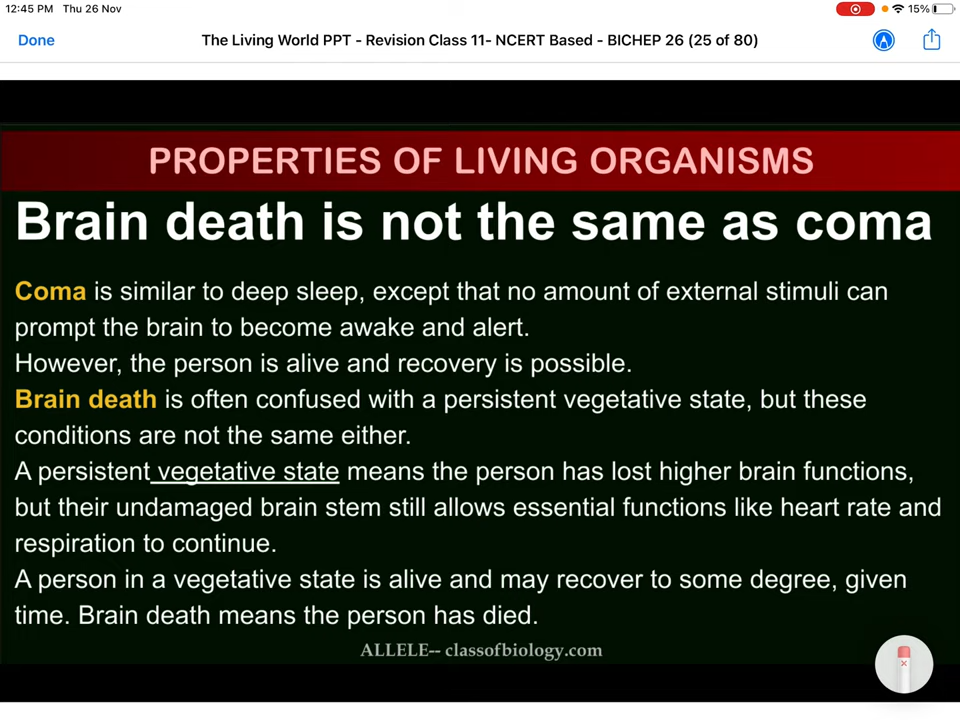 12:45 PM Thu 26 Nov
15%
Done
The Living World PPT - Revision Class 11- NCERT Based - BICHEP 26 (25 of 80)
PROPERTIES OF LIVING ORGANISMS
Brain death is not the same as coma
Coma is similar to deep sleep, except that no amount of external stimuli can
prompt the brain to become awake and alert.
However, the person is alive and recovery is possible.
Brain death is often confused with a persistent vegetative state, but these
conditions are not the same either.
A persistent vegetative state means the person has lost higher brain functions,
but their undamaged brain stem still allows essential functions like heart rate and
respiration to continue.
A person in a vegetative state is alive and may recover to some degree, given
time. Brain death means the person has died.
ALLELE-- classofbiology.com